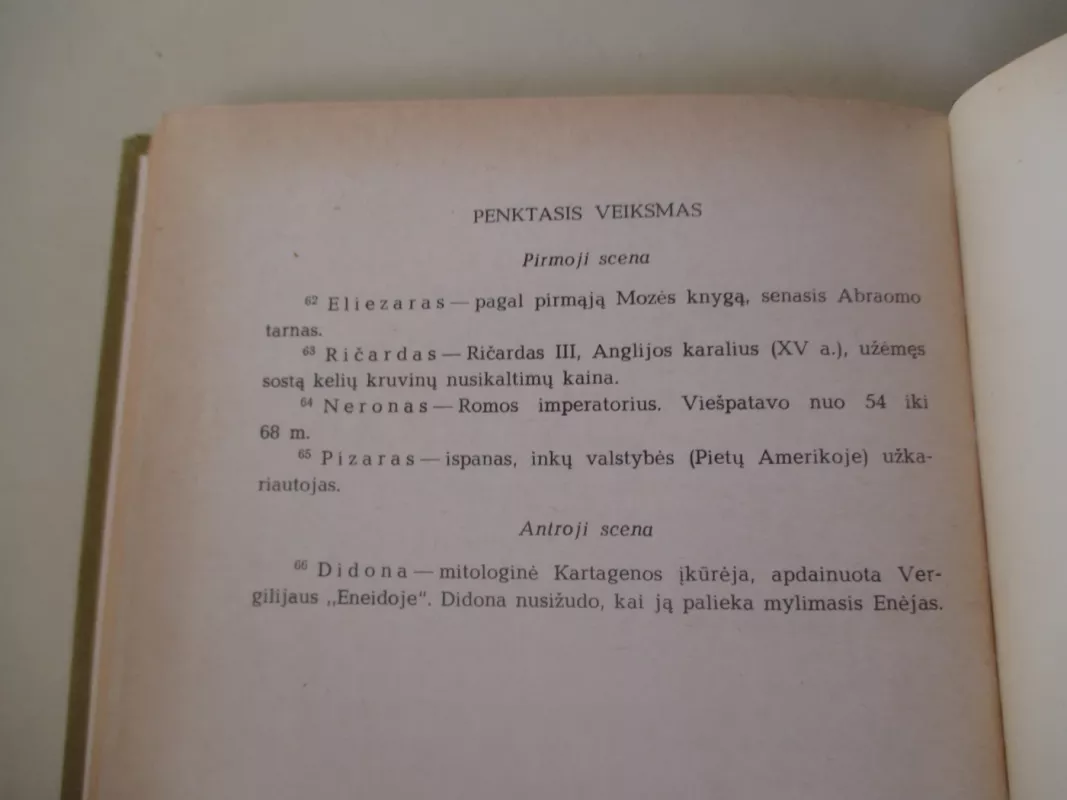 PENKTASIS VEIKSMAS
Pirmoji scena
62 Eliezaras — pagal pirmąją Mozės knygą, senasis Abraomo
tarnas.
63 Ričardas — Ričardas III, Anglijos karalius (XV a.), užėmęs
sostą kelių kruvinų nusikaltimų kaina.
64 Neronas — Romos imperatorius. Viešpatavo nuo 54 iki
68 m.
65 Pizaras — ispanas, inkų valstybės (Pietų Amerikoje) užka-
riautojas.
Antroji scena
66 Didona — mitologinė Kartagenos įkūrėja, apdainuota Ver-
gilijaus „Eneidoje“. Didona nusižudo, kai ją palieka mylimasis Enėjas.